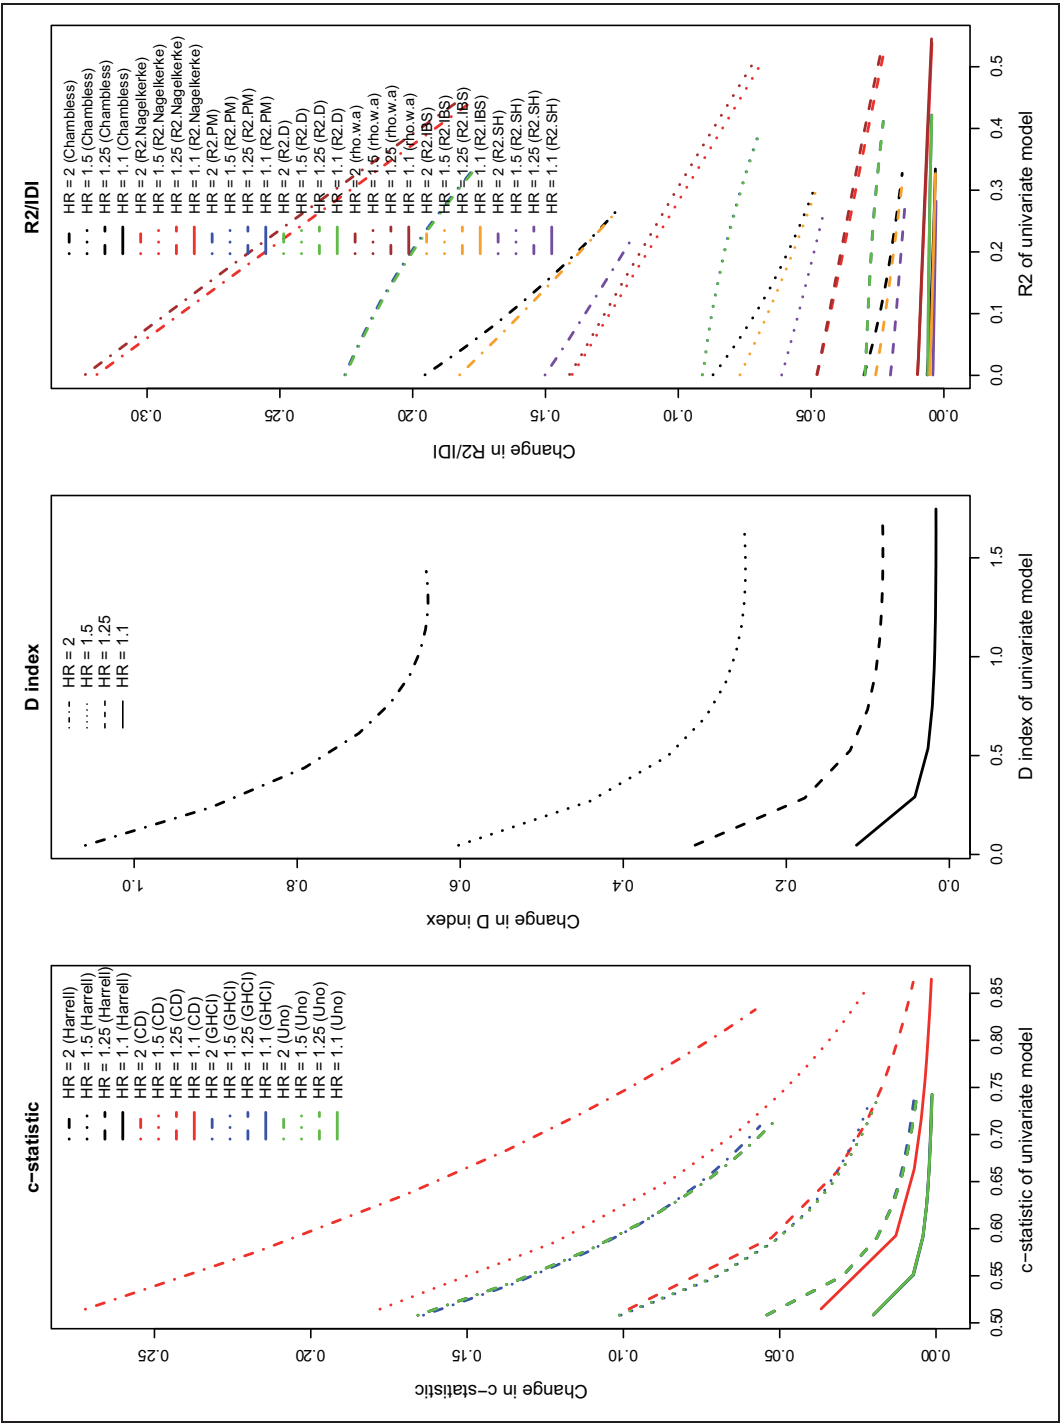 c−statistic
HR = 2 (Harrell)
HR = 1.5 (Harrell)
HR = 1.25 (Harrell)
HR = 1.1 (Harrell)
HR = 2 (CD)
HR = 1.5 (CD)
HR = 1.25 (CD)
HR = 1.1 (CD)
HR = 2 (GHCI)
HR = 1.5 (GHCI)
HR = 1.25 (GHCI)
HR = 1.1 (GHCI)
HR = 2 (Uno)
HR = 1.5 (Uno)
HR = 1.25 (Uno)
HR = 1.1 (Uno)
Change in c−statistic
0.00
0.05
0.10
0.15
0.20
0.25
0.50
0.55
0.60
0.65
0.70
0.75
0.80
0.85
c−statistic of univariate model
D index
HR = 2
HR = 1.5
HR = 1.25
HR = 1.1
Change in D index
0.0
0.2
0.4
0.6
0.8
1.0
0.0
0.5
1.0
1.5
D index of univariate model
R2/IDI
HR = 2 (Chambless)
HR = 1.5 (Chambless)
HR = 1.25 (Chambless)
HR = 1.1 (Chambless)
HR = 2 (R2.Nagelkerke)
HR = 1.5 (R2.Nagelkerke)
HR = 1.25 (R2.Nagelkerke)
HR = 1.1 (R2.Nagelkerke)
HR = 2 (R2.PM)
HR = 1.5 (R2.PM)
HR = 1.25 (R2.PM)
HR = 1.1 (R2.PM)
HR = 2 (R2.D)
HR = 1.5 (R2.D)
HR = 1.25 (R2.D)
HR = 1.1 (R2.D)
HR = 2 (rho.w.a)
HR = 1.5 (rho.w.a)
HR = 1.25 (rho.w.a)
HR = 1.1 (rho.w.a)
HR = 2 (R2.IBS)
HR = 1.5 (R2.IBS)
HR = 1.25 (R2.IBS)
HR = 1.1 (R2.IBS)
HR = 2 (R2.SH)
HR = 1.5 (R2.SH)
HR = 1.25 (R2.SH)
HR = 1.1 (R2.SH)
Change in R2/IDI
0.00
0.05
0.10
0.15
0.20
0.25
0.30
0.0
0.1
0.2
0.3
0.4
0.5
R2 of univariate model